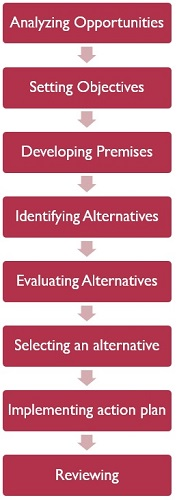 Analyzing Opportunities
Setting Objectives
Developing Premises
Identifying Alternatives
Evaluating Alternatives
Selecting an alternative
Implementing action plan
Reviewing